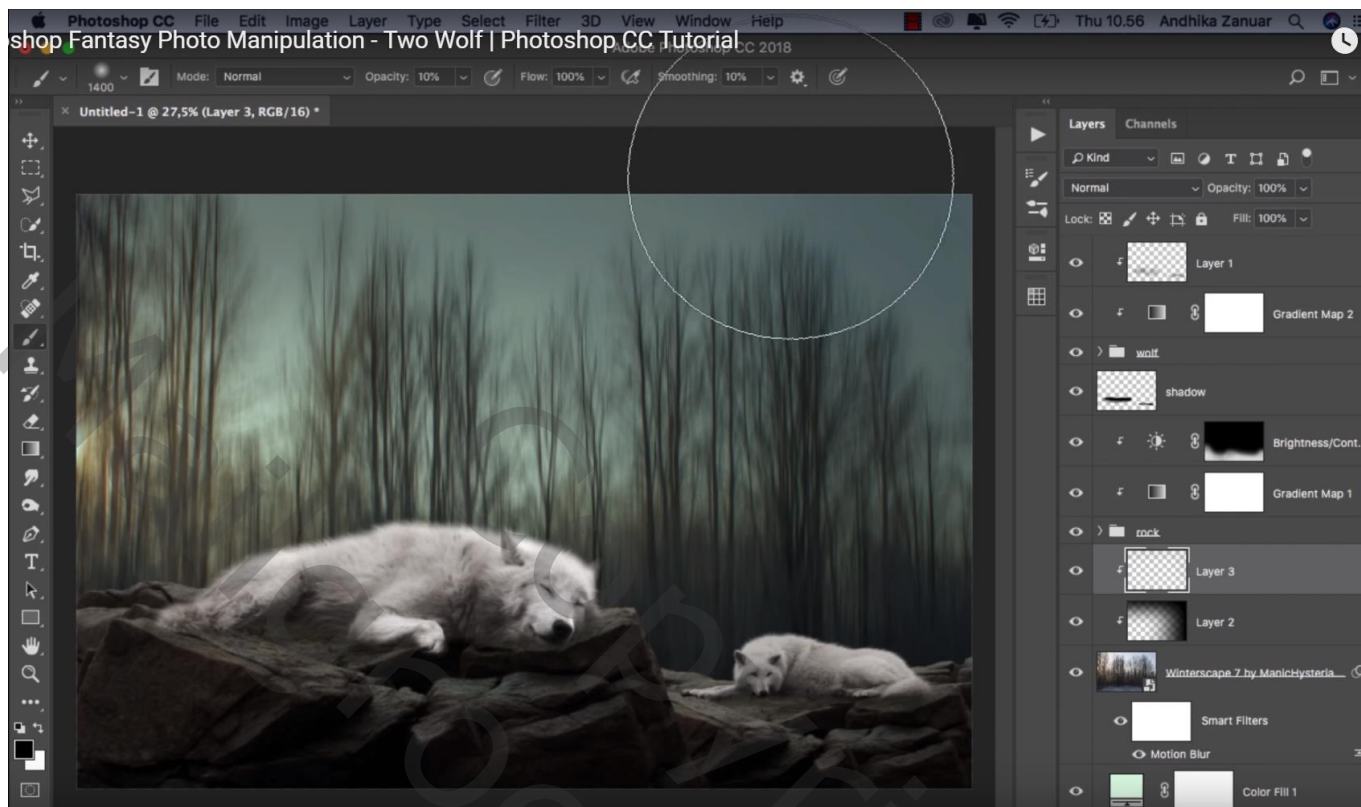 Photoshop CC File Edit Image Layer Type Select Filter 3D View Window Help Thu 10.56 Andhika Zanuar
shop Fantasy Photo Manipulation - Two Wolf | Photoshop CC Tutorial
Adobe Photoshop CC 2018
1400 Mode: Normal Opacity: 10% Flow: 100% Smoothing: 10%
× Untitled-1 @ 27,5% (Layer 3, RGB/16) *
Layers Channels
Kind
Normal Opacity: 100%
Lock: Fill: 100%
Layer 1
Gradient Map 2
wolf
shadow
Brightness/Cont.
Gradient Map 1
rock
Layer 3
Layer 2
Winterscape 7 by ManicHysteria...
Smart Filters
Motion Blur
Color Fill 1